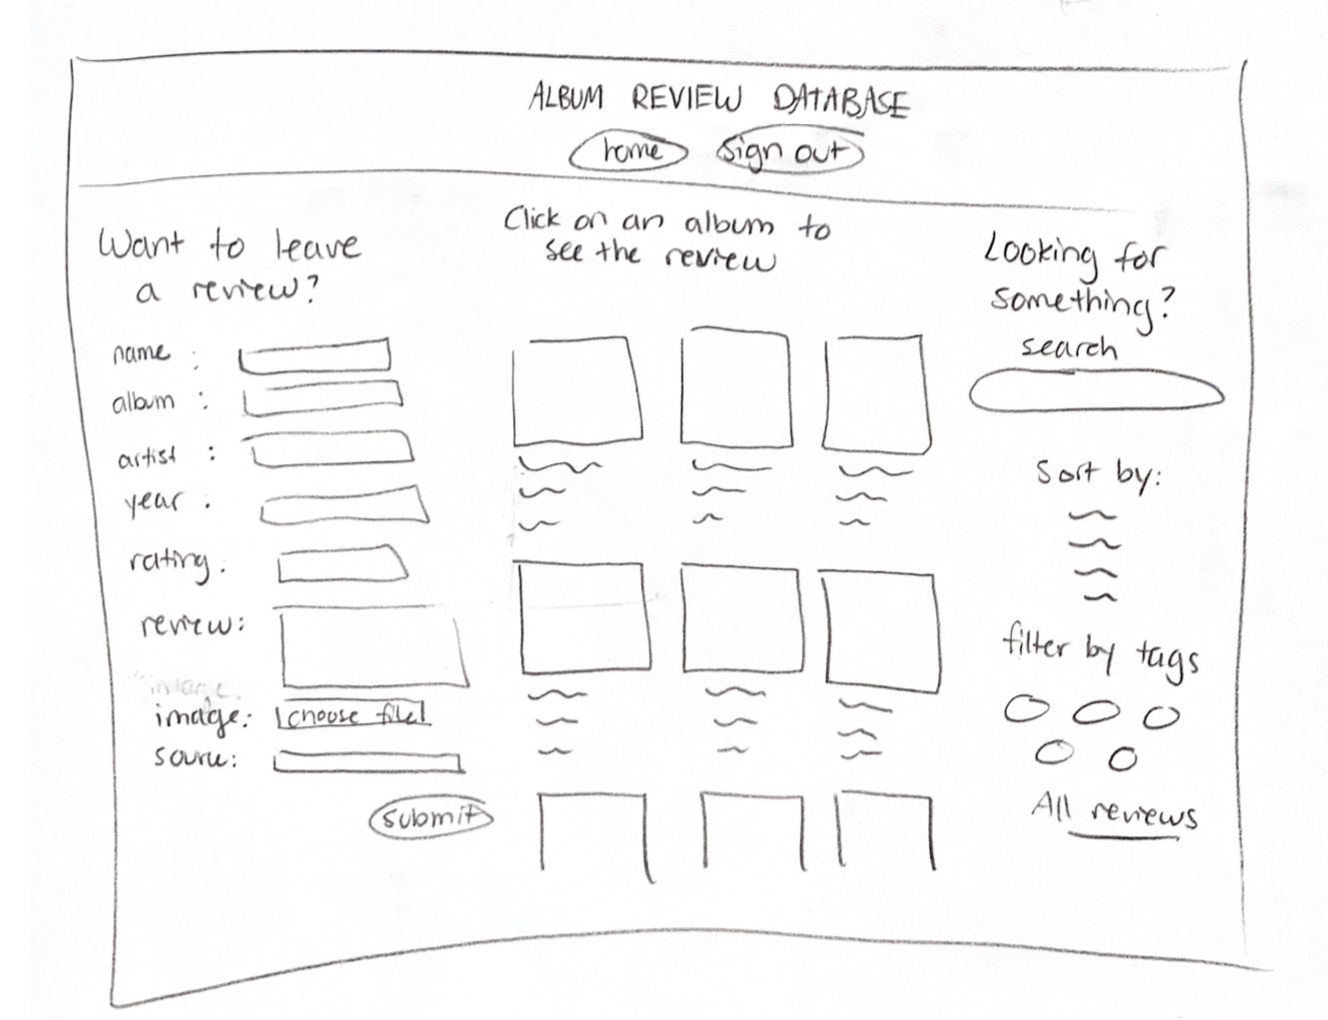 ALBUM REVIEW DATABASE
home sign out
Want to leave
a review?
name :
album :
artist :
year :
rating:
review:
image.
image: choose file
source:
submit
Click on an album to
see the review
Looking for
something?
search
Sort by:
filter by tags
All reviews